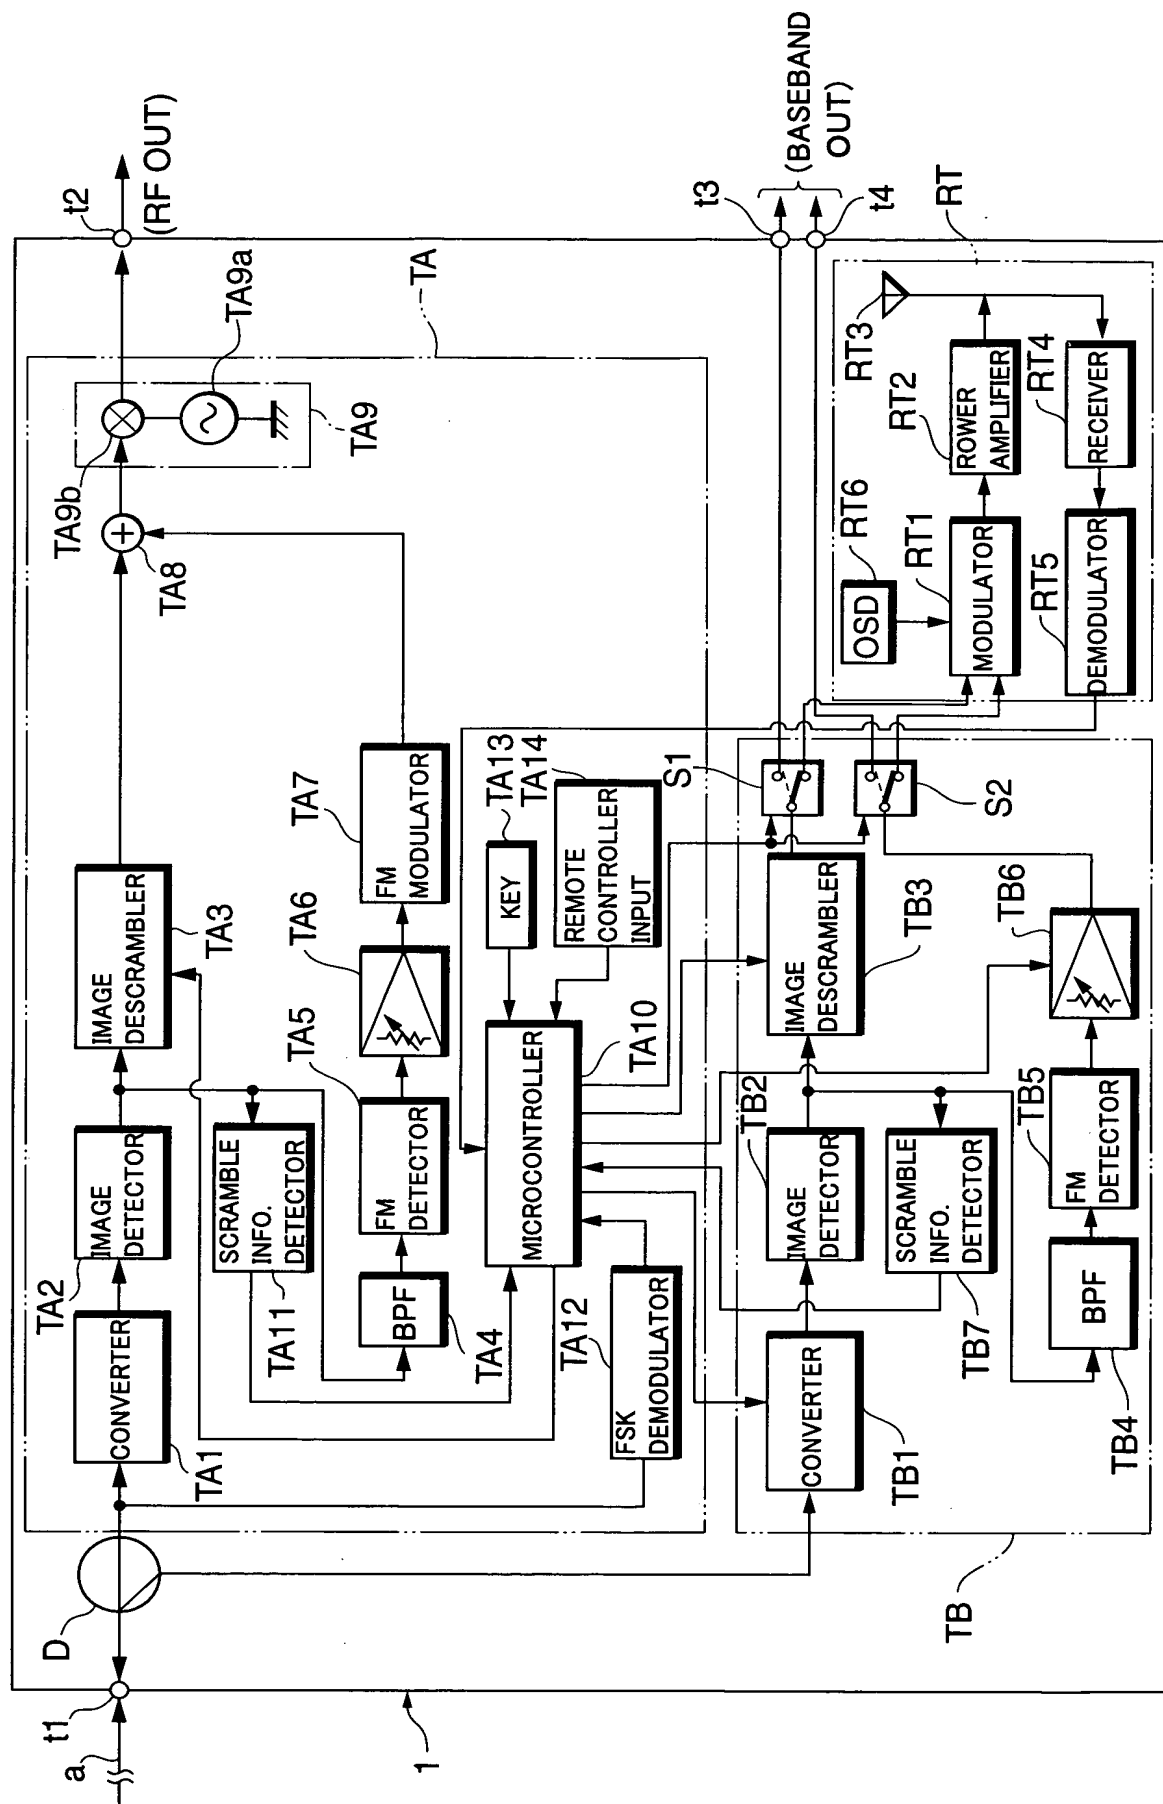 a
t1
D
1
CONVERTER
TA1
IMAGE
DETECTOR
TA2
IMAGE
DESCRAMBLER
TA3
TA8
TA9b
TA9a
TA9
TA
t2
(RF OUT)
SCRAMBLE
INFO.
DETECTOR
TA11
BPF
TA4
FM
DETECTOR
TA5
TA6
FM
MODULATOR
TA7
KEY
TA13
REMOTE
CONTROLLER
INPUT
TA14
MICROCONTROLLER
TA10
FSK
DEMODULATOR
TA12
CONVERTER
TB1
IMAGE
DETECTOR
TB2
IMAGE
DESCRAMBLER
TB3
SCRAMBLE
INFO.
DETECTOR
TB7
BPF
TB4
FM
DETECTOR
TB5
TB6
TB
S1
S2
OSD
RT6
MODULATOR
RT1
ROWER
AMPLIFIER
RT2
RT3
RECEIVER
RT4
DEMODULATOR
RT5
RT
t3
t4
(BASEBAND
OUT)